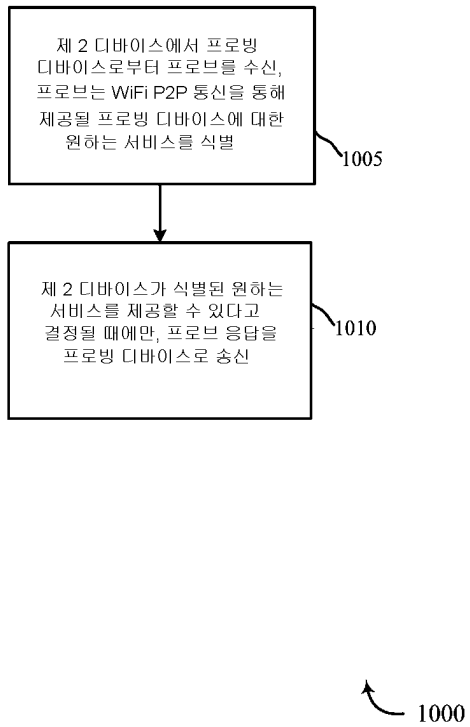 제 2 디바이스에서 프로빙
디바이스로부터 프로브를 수신,
프로브는 WiFi P2P 통신을 통해
제공될 프로빙 디바이스에 대한
원하는 서비스를 식별
1005
제 2 디바이스가 식별된 원하는
서비스를 제공할 수 있다고
결정될 때에만, 프로브 응답을
프로빙 디바이스로 송신
1010
1000